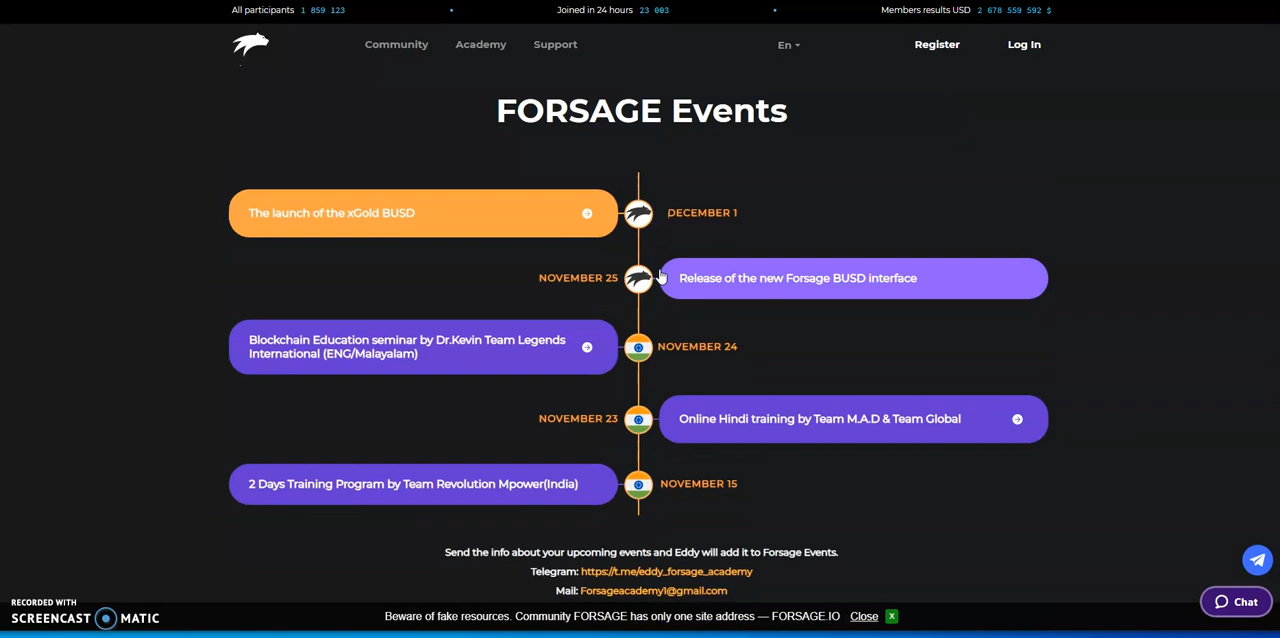 All participants 1 859 123 • Joined in 24 hours 23 003 • Members results USD 2 678 559 592 $
Community Academy Support En Register Log In
FORSAGE Events
The launch of the xGold BUSD DECEMBER 1
NOVEMBER 25 Release of the new Forsage BUSD interface
Blockchain Education seminar by Dr.Kevin Team Legends
International (ENG/Malayalam)
NOVEMBER 24
NOVEMBER 23 Online Hindi training by Team M.A.D & Team Global
2 Days Training Program by Team Revolution Mpower(India) NOVEMBER 15
Send the info about your upcoming events and Eddy will add it to Forsage Events.
Telegram: https://t.me/eddy_forsage_academy
Mail: Forsageacademy1@gmail.com
Chat
RECORDED WITH
SCREENCAST MATIC
Beware of fake resources. Community FORSAGE has only one site address — FORSAGE.IO Close X